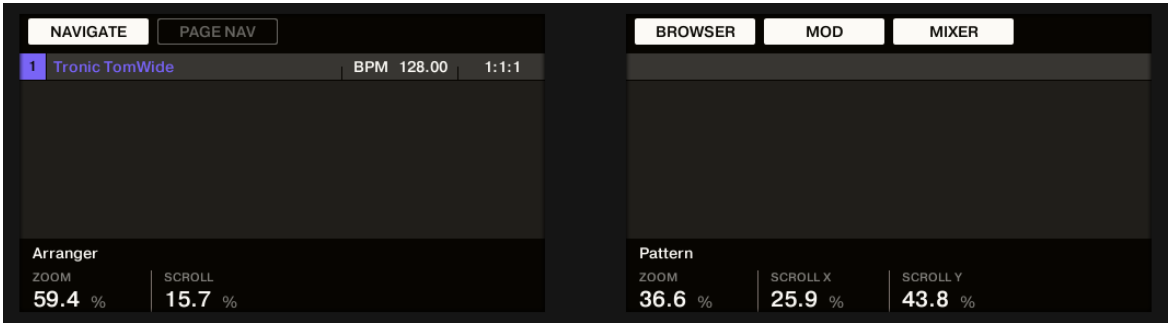 NAVIGATE PAGE NAV
1 Tronic TomWide BPM 128.00 1:1:1
Arranger
ZOOM SCROLL
59.4 % 15.7 %
BROWSER MOD MIXER
Pattern
ZOOM SCROLL X SCROLL Y
36.6 % 25.9 % 43.8 %